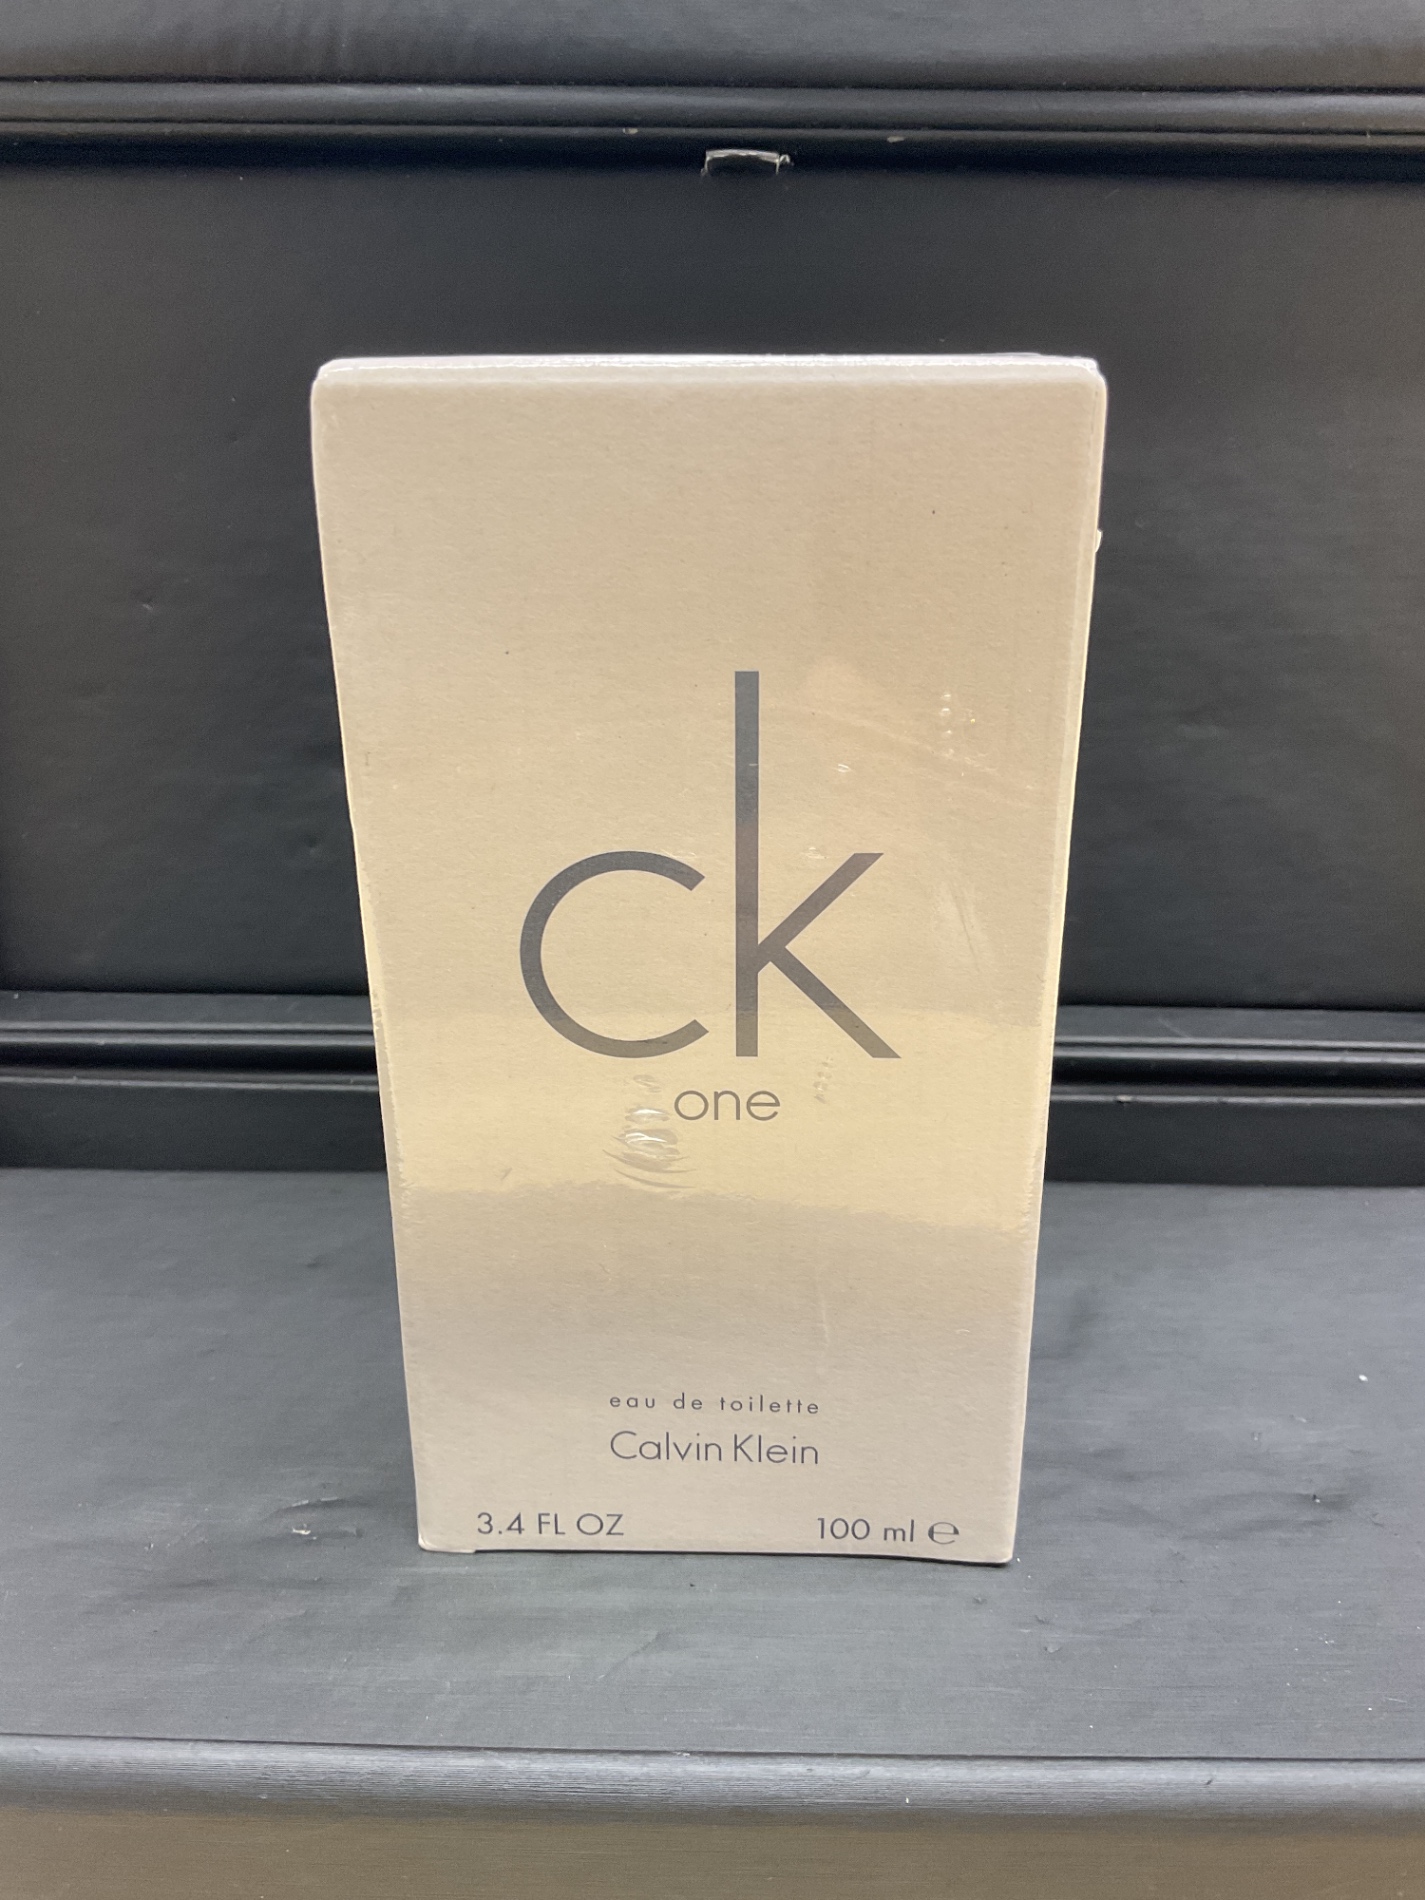 ck
one
eau de toilette
Calvin Klein
3.4 FL OZ 100 ml ℮